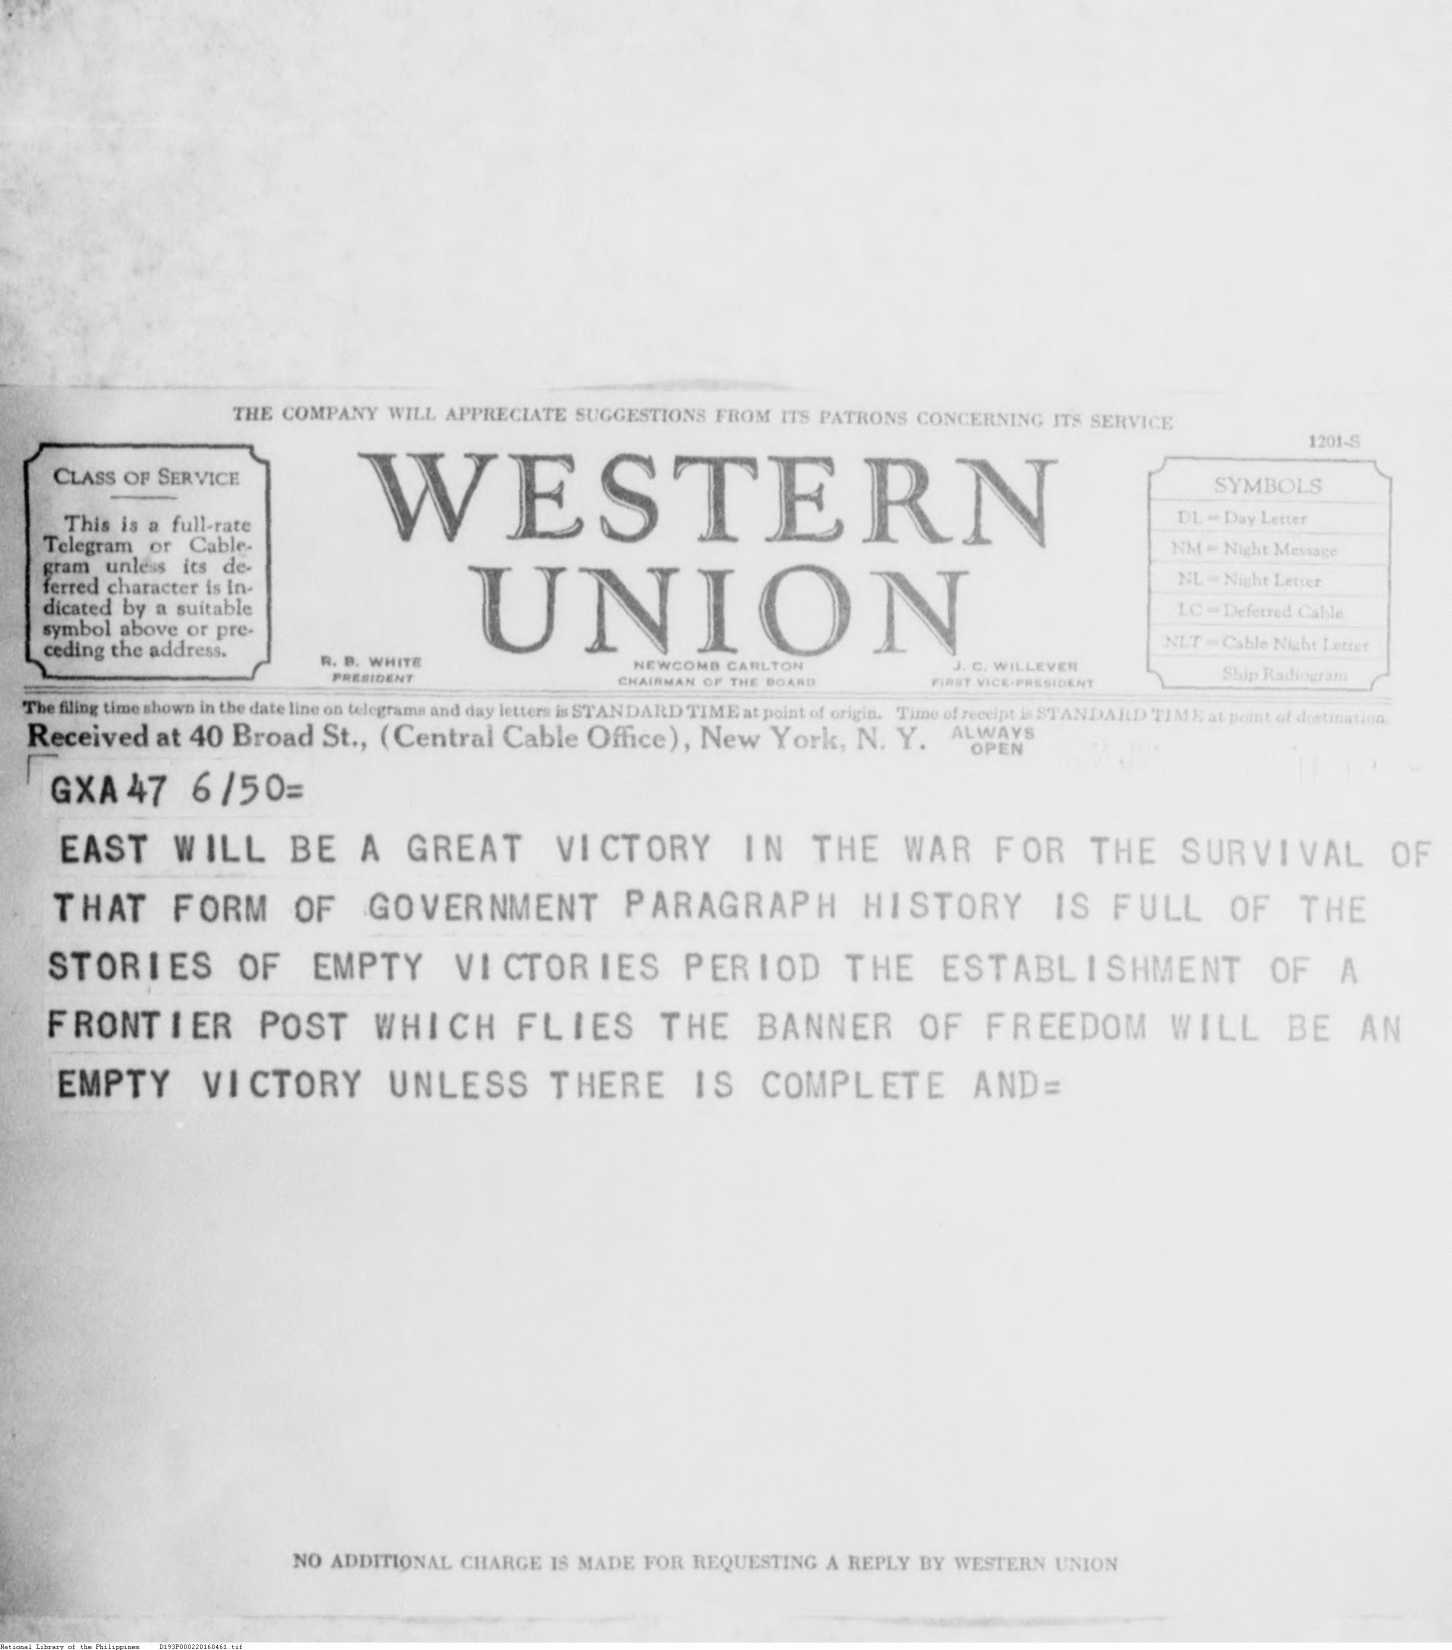 THE COMPANY WILL APPRECIATE SUGGESTIONS FROM ITS PATRONS CONCERNING ITS SERVICE
1201-S
CLASS OF SERVICE
This is a full-rate
Telegram or Cable-
gram unless its de-
ferred character is in-
dicated by a suitable
symbol above or pre-
ceding the address.
WESTERN
UNION
R. B. WHITE
PRESIDENT
NEWCOMB CARLTON
CHAIRMAN OF THE BOARD
J. C. WILLEVER
FIRST VICE-PRESIDENT
SYMBOLS
DL = Day Letter
NM = Night Message
NL = Night Letter
LC = Deferred Cable
NLT = Cable Night Letter
Ship Radiogram
The filing time shown in the date line on telegrams and day letters is STANDARD TIME at point of origin. Time of receipt is STANDARD TIME at point of destination.
Received at 40 Broad St., (Central Cable Office), New York, N. Y. ALWAYS
OPEN
GXA47 6/50=
EAST WILL BE A GREAT VICTORY IN THE WAR FOR THE SURVIVAL OF
THAT FORM OF GOVERNMENT PARAGRAPH HISTORY IS FULL OF THE
STORIES OF EMPTY VICTORIES PERIOD THE ESTABLISHMENT OF A
FRONTIER POST WHICH FLIES THE BANNER OF FREEDOM WILL BE AN
EMPTY VICTORY UNLESS THERE IS COMPLETE AND=
NO ADDITIONAL CHARGE IS MADE FOR REQUESTING A REPLY BY WESTERN UNION
National Library of the Philippines D193P000220160461.tif